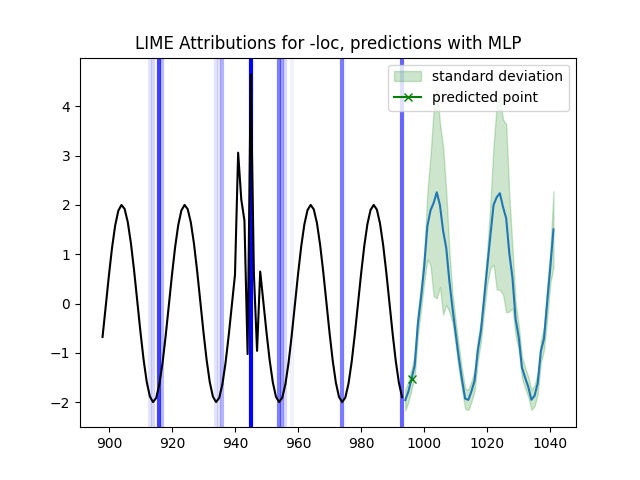 LIME Attributions for -loc, predictions with MLP
standard deviation
predicted point
4
3
2
1
0
−1
−2
900 920 940 960 980 1000 1020 1040